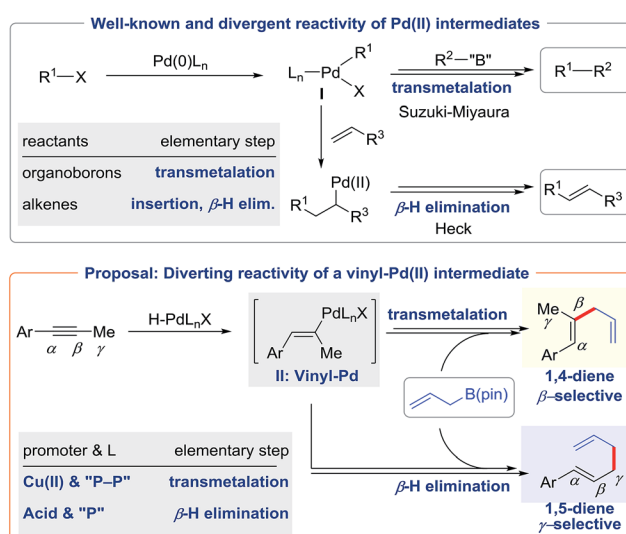 Well-known and divergent reactivity of Pd(II) intermediates
R¹—X
Pd(0)Lₙ
Lₙ Pd R¹ X
I
R²—"B"
transmetalation
Suzuki-Miyaura
R¹—R²
reactants elementary step
organoborons transmetalation
alkenes insertion, β-H elim.
R³
Pd(II)
R¹ R³
β-H elimination
Heck
R¹ R³
Proposal: Diverting reactivity of a vinyl-Pd(II) intermediate
Ar Me
α β γ
H-PdLₙX
PdLₙX
Ar Me
II: Vinyl-Pd
transmetalation
Me β
γ
α
Ar
1,4-diene
β–selective
B(pin)
promoter & L elementary step
Cu(II) & "P–P" transmetalation
Acid & "P" β-H elimination
β-H elimination
Ar α β γ
1,5-diene
γ-selective